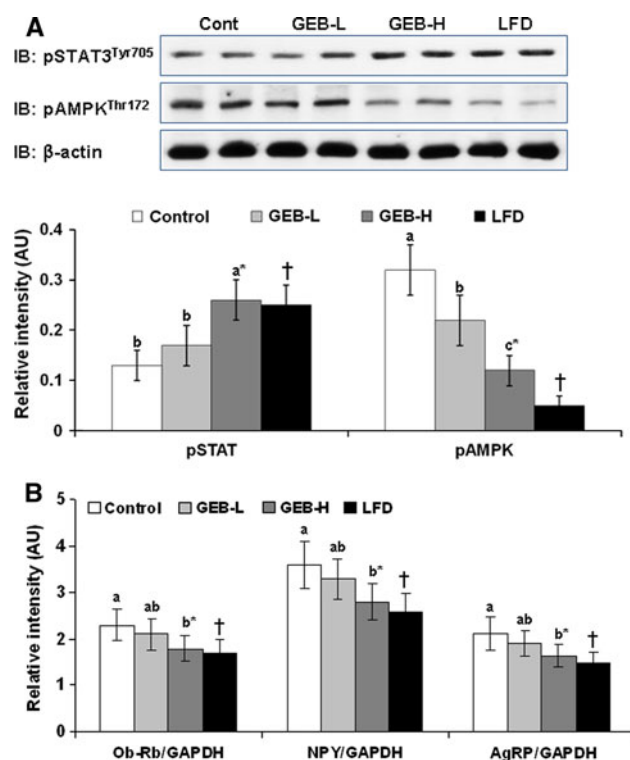 A
Cont GEB-L GEB-H LFD
IB: pSTAT3Tyr705
IB: pAMPKThr172
IB: β-actin
Control GEB-L GEB-H LFD
Relative intensity (AU)
0.4
0.3
0.2
0.1
0
b b a* †
a b c* †
pSTAT pAMPK
B
Control GEB-L GEB-H LFD
Relative intensity (AU)
5
4
3
2
1
0
a ab b* †
a ab b* †
a ab b* †
Ob-Rb/GAPDH NPY/GAPDH AgRP/GAPDH